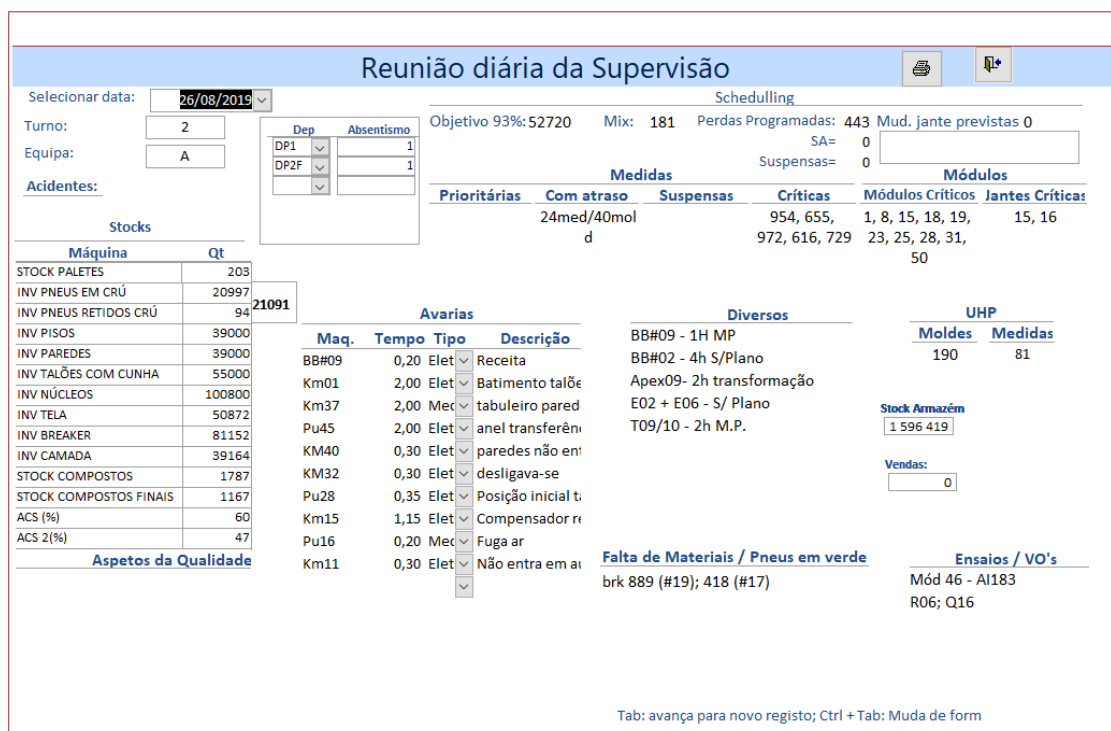 Reunião diária da Supervisão
Selecionar data: 26/08/2019
Turno: 2
Equipa: A
Acidentes:
Dep Absentismo
DP1 1
DP2F 1
Schedulling
Objetivo 93%: 52720 Mix: 181 Perdas Programadas: 443 Mud. jante previstas 0
SA= 0
Suspensas= 0
Medidas
Prioritárias Com atraso Suspensas Críticas
24med/40mol
d
954, 655,
972, 616, 729
Módulos
Módulos Críticos Jantes Críticas
1, 8, 15, 18, 19, 15, 16
23, 25, 28, 31,
50
Stocks
Máquina Qt
STOCK PALETES 203
INV PNEUS EM CRÚ 20997
INV PNEUS RETIDOS CRÚ 94
21091
INV PISOS 39000
INV PAREDES 39000
INV TALÕES COM CUNHA 55000
INV NÚCLEOS 100800
INV TELA 50872
INV BREAKER 81152
INV CAMADA 39164
STOCK COMPOSTOS 1787
STOCK COMPOSTOS FINAIS 1167
ACS (%) 60
ACS 2(%) 47
Aspetos da Qualidade
Avarias
Maq. Tempo Tipo Descrição
BB#09 0,20 Elet Receita
Km01 2,00 Elet Batimento talõe
Km37 2,00 Mec tabuleiro pared
Pu45 2,00 Elet anel transferên
KM40 0,30 Elet paredes não ent
KM32 0,30 Elet desligava-se
Pu28 0,35 Elet Posição inicial ta
Km15 1,15 Elet Compensador re
Pu16 0,20 Mec Fuga ar
Km11 0,30 Elet Não entra em au
Diversos
BB#09 - 1H MP
BB#02 - 4h S/Plano
Apex09- 2h transformação
E02 + E06 - S/ Plano
T09/10 - 2h M.P.
UHP
Moldes Medidas
190 81
Stock Armazém
1 596 419
Vendas:
0
Falta de Materiais / Pneus em verde
brk 889 (#19); 418 (#17)
Ensaios / VO's
Mód 46 - AI183
R06; Q16
Tab: avança para novo registo; Ctrl + Tab: Muda de form